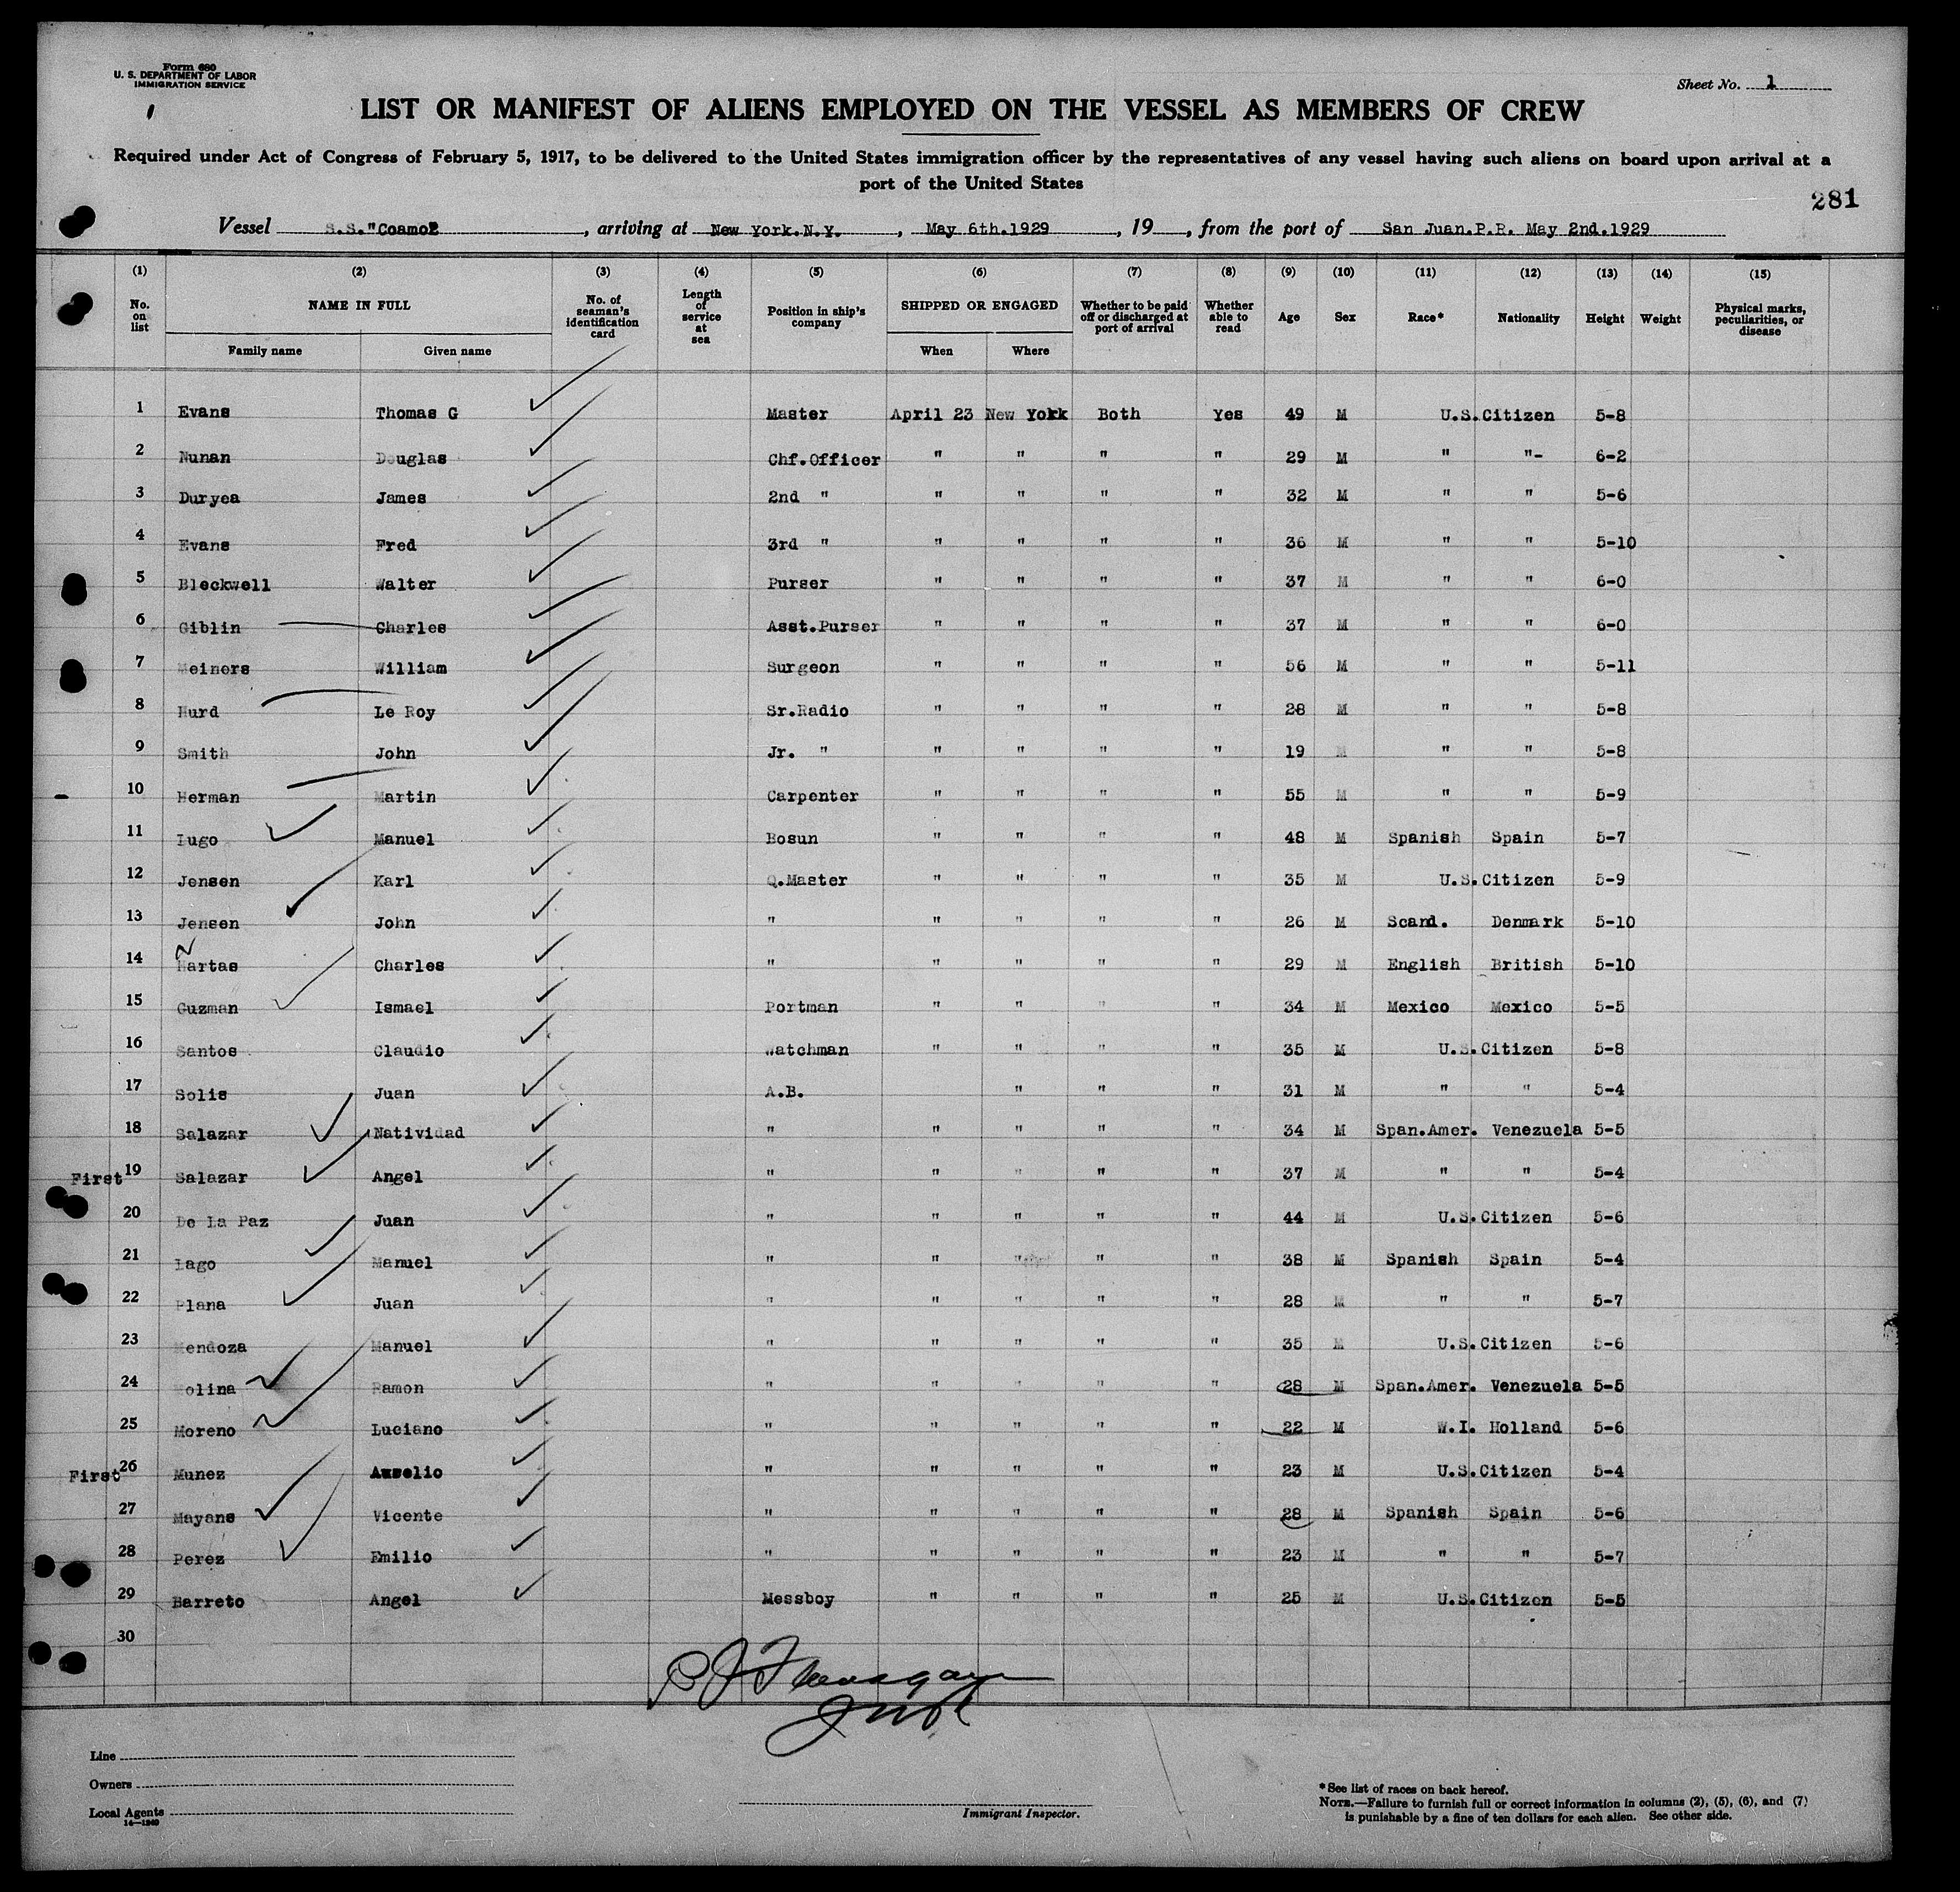 Form 680
U. S. DEPARTMENT OF LABOR
IMMIGRATION SERVICE
1
Sheet No. 1
LIST OR MANIFEST OF ALIENS EMPLOYED ON THE VESSEL AS MEMBERS OF CREW
Required under Act of Congress of February 5, 1917, to be delivered to the United States immigration officer by the representatives of any vessel having such aliens on board upon arrival at a
port of the United States
281
Vessel S.S."Coamo", arriving at New York.N.Y., May 6th.1929, 19, from the port of San Juan.P.R. May 2nd.1929
(1) (2) (3) (4) (5) (6) (7) (8) (9) (10) (11) (12) (13) (14) (15)
No. on list NAME IN FULL No. of seaman's identification card Length of service at sea Position in ship's company SHIPPED OR ENGAGED Whether to be paid off or discharged at port of arrival Whether able to read Age Sex Race* Nationality Height Weight Physical marks, peculiarities, or disease
Family name Given name When Where
1 Evans Thomas G Master April 23 New York Both Yes 49 M U.S.Citizen 5-8
2 Nunan Douglas Chf.Officer " " " " 29 M " "- 6-2
3 Duryea James 2nd " " " " " 32 M " " 5-6
4 Evans Fred 3rd " " " " " 36 M " " 5-10
5 Bleckwell Walter Purser " " " " 37 M " " 6-0
6 Giblin Charles Asst.Purser " " " " 37 M " " 6-0
7 Meiners William Surgeon " " " " 56 M " " 5-11
8 Hurd Le Roy Sr.Radio " " " " 28 M " " 5-8
9 Smith John Jr. " " " " " 19 M " " 5-8
10 Herman Martin Carpenter " " " " 55 M " " 5-9
11 Lugo Manuel Bosun " " " " 48 M Spanish Spain 5-7
12 Jensen Karl Q.Master " " " " 35 M U.S.Citizen 5-9
13 Jensen John " " " " " 26 M Scand. Denmark 5-10
14 Hartas Charles " " " " " 29 M English British 5-10
15 Guzman Ismael Portman " " " " 34 M Mexico Mexico 5-5
16 Santos Claudio Watchman " " " " 35 M U.S.Citizen 5-8
17 Solis Juan A.B. " " " 31 M " " 5-4
18 Salazar Natividad " " " " " 34 M Span.Amer. Venezuela 5-5
First 19 Salazar Angel " " " " " 37 M " " 5-4
20 De La Paz Juan " " " " " 44 M U.S.Citizen 5-6
21 Lago Manuel " " " " " 38 M Spanish Spain 5-4
22 Plana Juan " " " " " 28 M " " 5-7
23 Mendoza Manuel " " " " " 35 M U.S.Citizen 5-6
24 Molina Ramon " " " " " 28 M Span.Amer. Venezuela 5-5
25 Moreno Luciano " " " " " 22 M W.I. Holland 5-6
First 26 Munez Aurelio " " " " " 23 M U.S.Citizen 5-4
27 Mayans Vicente " " " " " 28 M Spanish Spain 5-6
28 Perez Emilio " " " " " 23 M " " 5-7
29 Barreto Angel Messboy " " " " 25 M U.S.Citizen 5-5
30
Line
Owners
Local Agents
14—1240
Immigrant Inspector.
*See list of races on back hereof.
NOTE.—Failure to furnish full or correct information in columns (2), (5), (6), and (7)
is punishable by a fine of ten dollars for each alien. See other side.